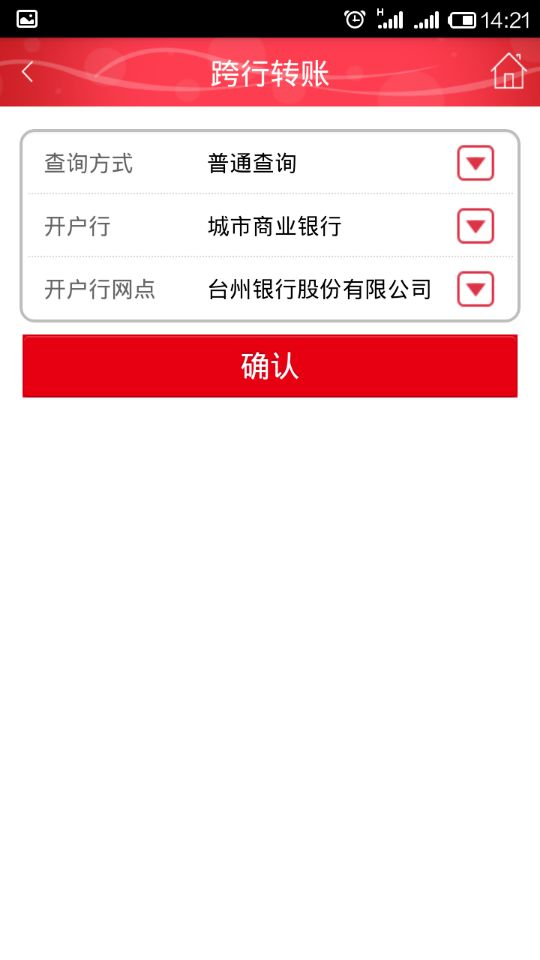 H 14:21
跨行转账
查询方式 普通查询
开户行 城市商业银行
开户行网点 台州银行股份有限公司
确认